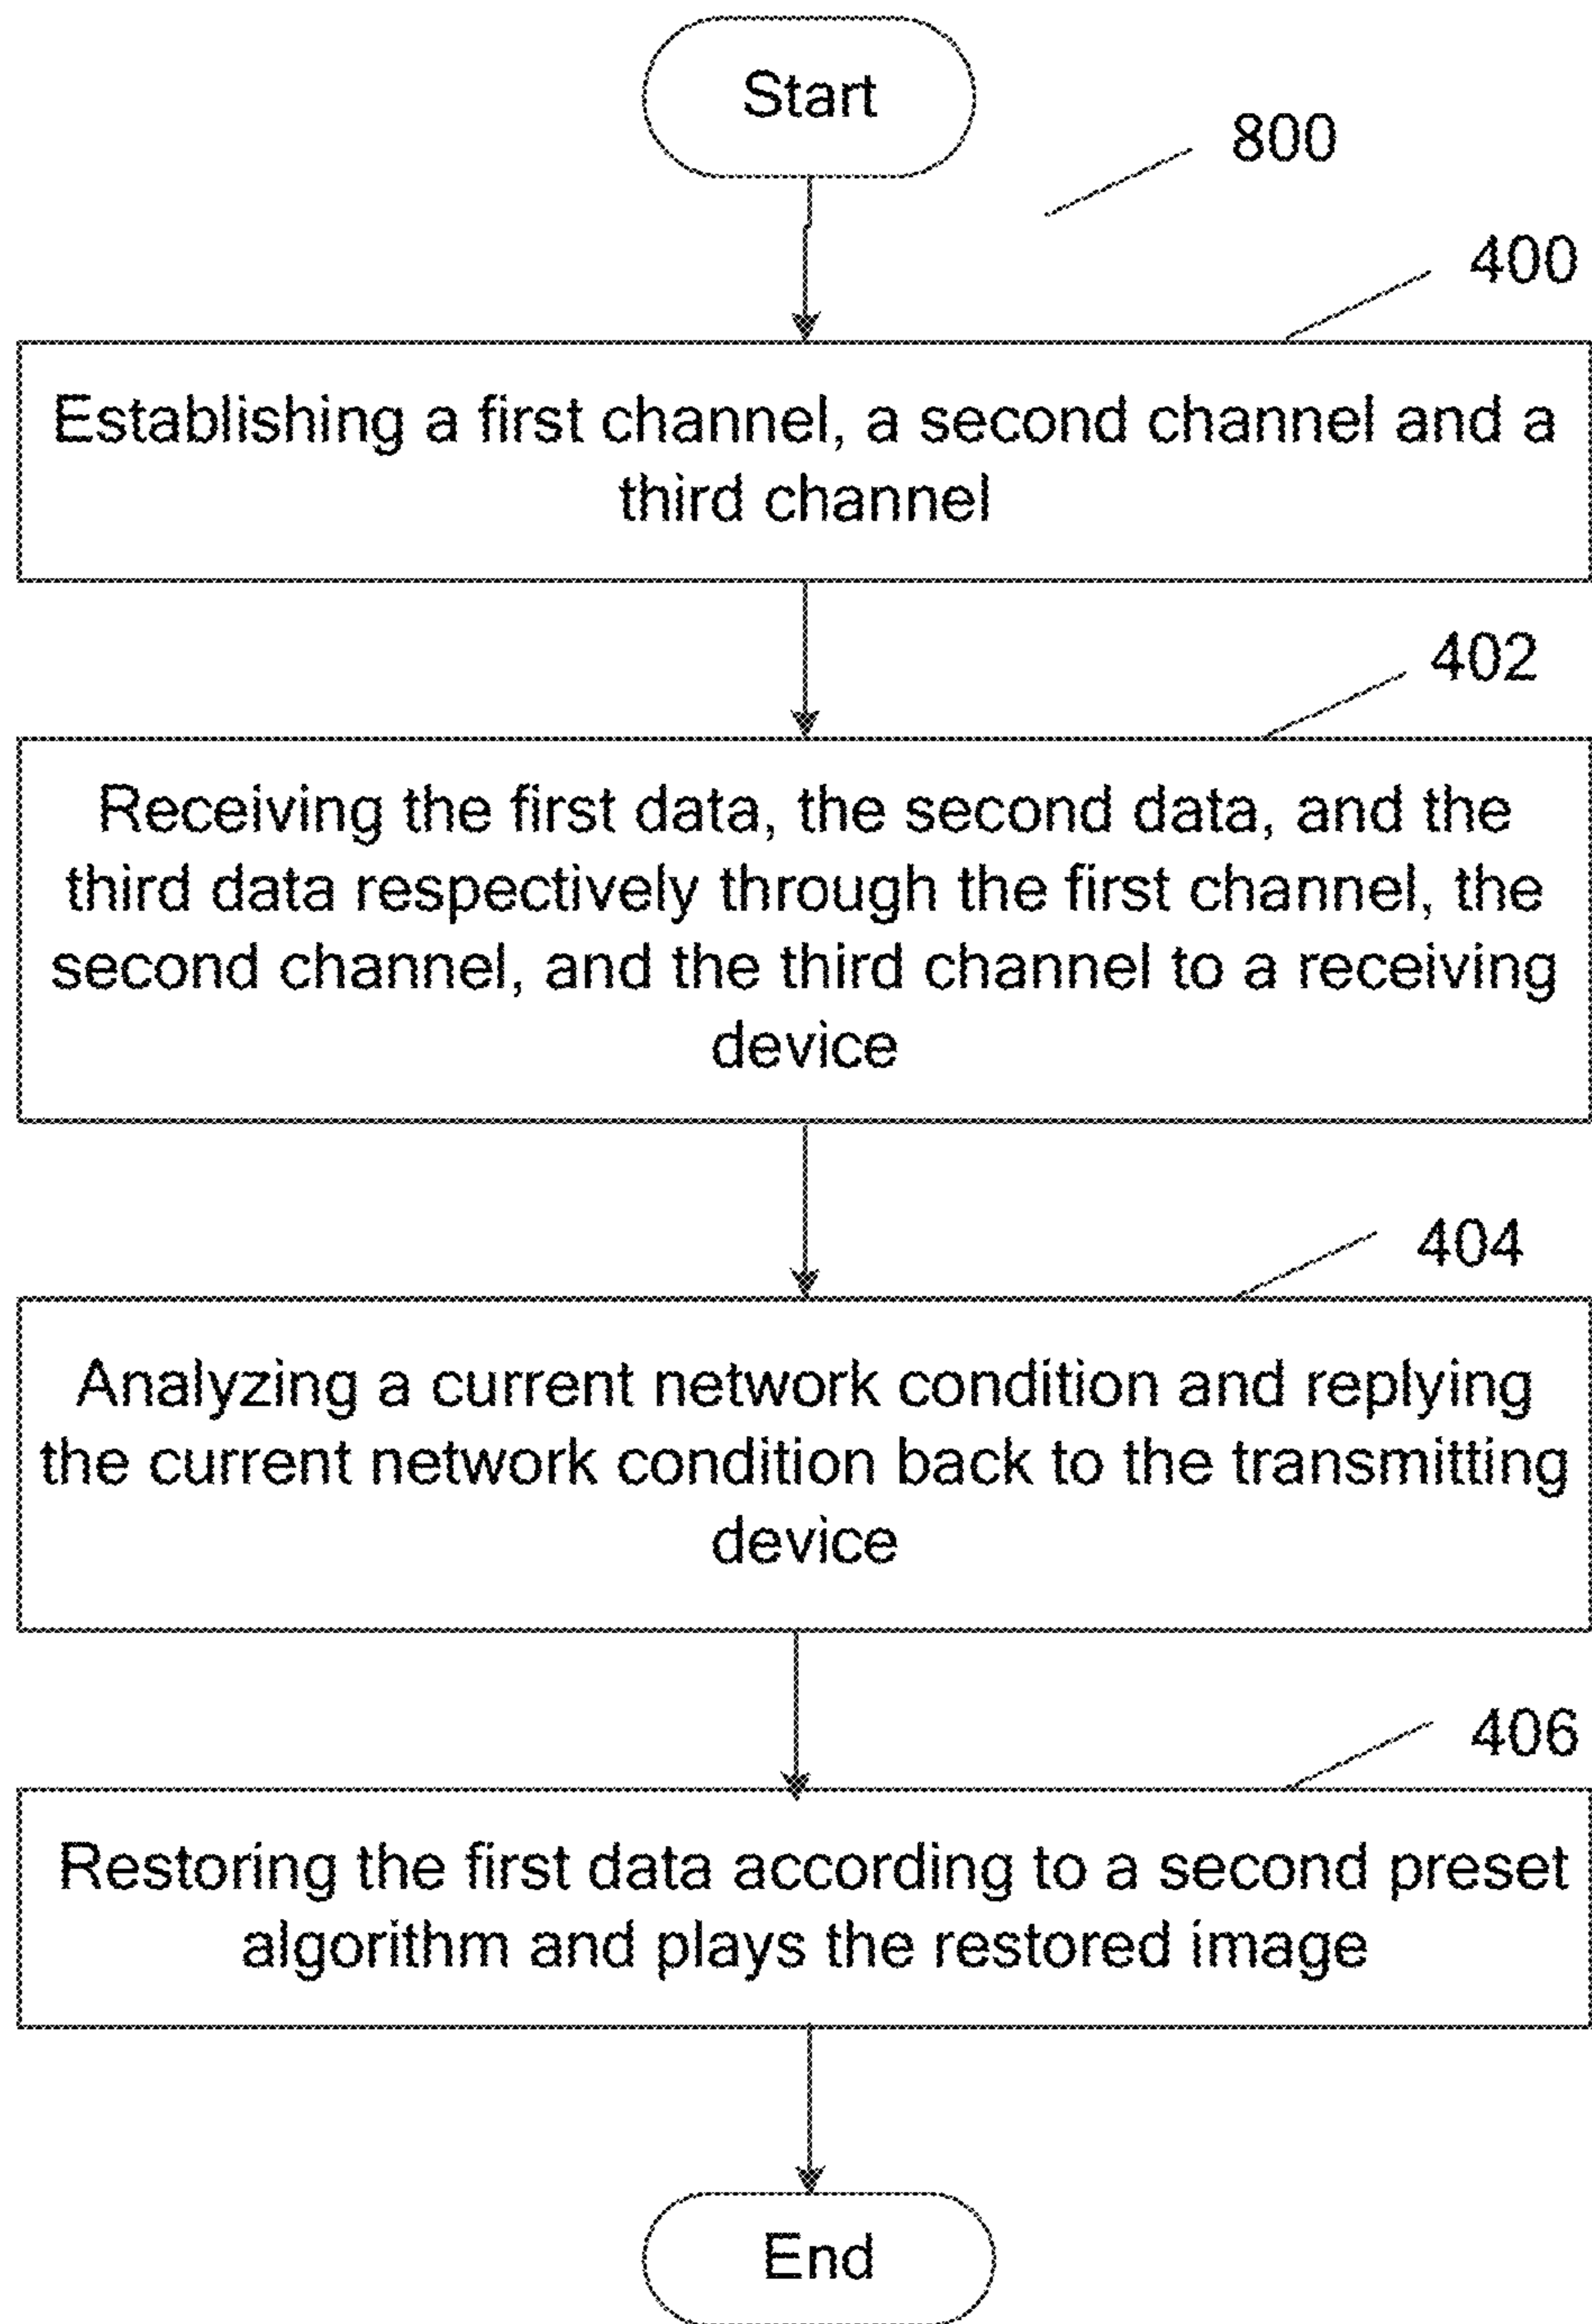 Start
800
400
Establishing a first channel, a second channel and a
third channel
402
Receiving the first data, the second data, and the
third data respectively through the first channel, the
second channel, and the third channel to a receiving
device
404
Analyzing a current network condition and replying
the current network condition back to the transmitting
device
406
Restoring the first data according to a second preset
algorithm and plays the restored image
End